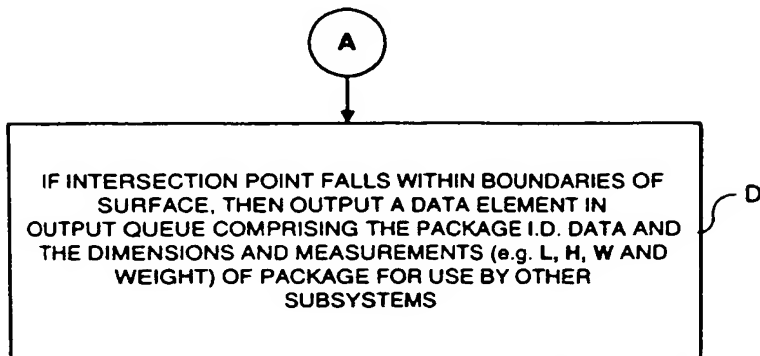 A
IF INTERSECTION POINT FALLS WITHIN BOUNDARIES OF
SURFACE, THEN OUTPUT A DATA ELEMENT IN
OUTPUT QUEUE COMPRISING THE PACKAGE I.D. DATA AND
THE DIMENSIONS AND MEASUREMENTS (e.g. L, H, W AND
WEIGHT) OF PACKAGE FOR USE BY OTHER
SUBSYSTEMS
D